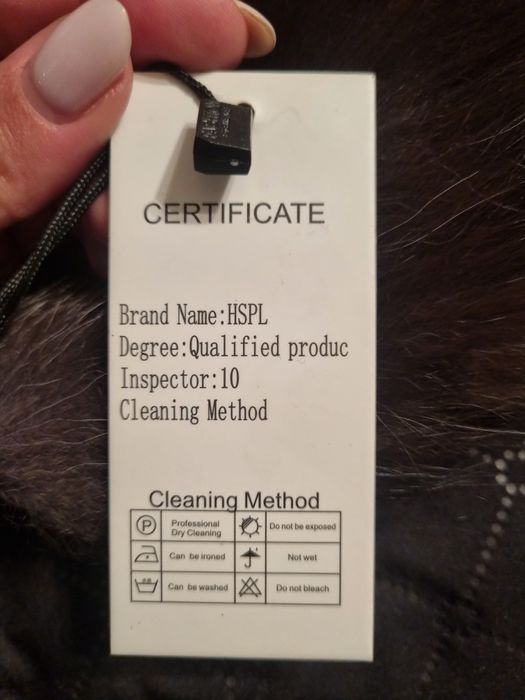 CERTIFICATE
Brand Name:HSPL
Degree:Qualified produc
Inspector:10
Cleaning Method
Cleaning Method
P Professional Dry Cleaning Do not be exposed
Can be ironed Not wet
Can be washed Do not bleach